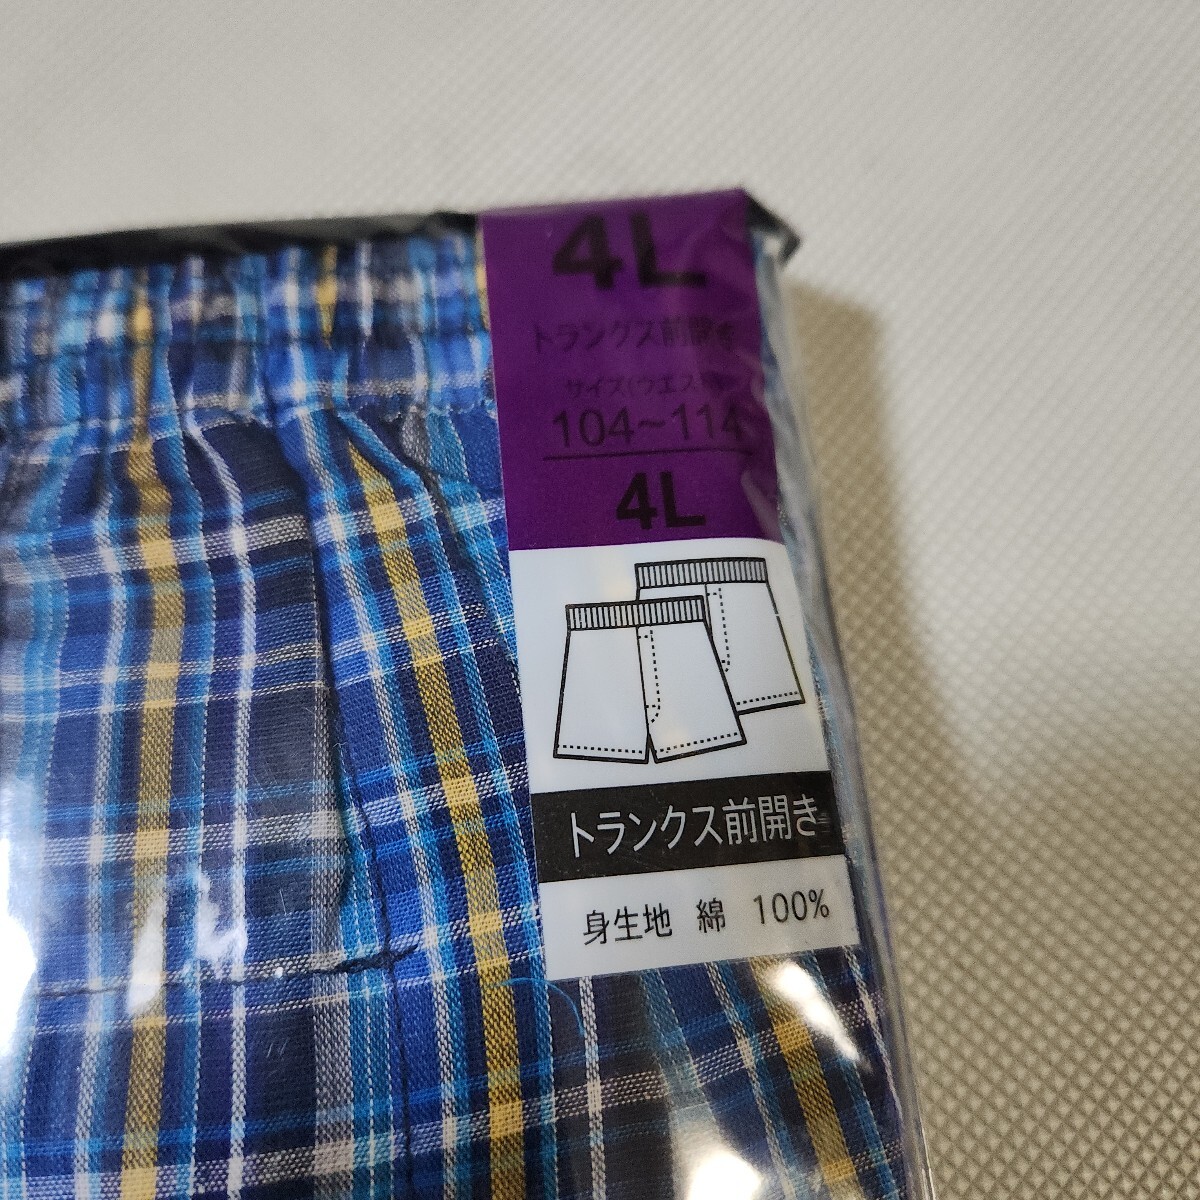 4L
トランクス前開き
サイズ(ウエスト
104~114
4L
トランクス前開き
身生地 綿 100%